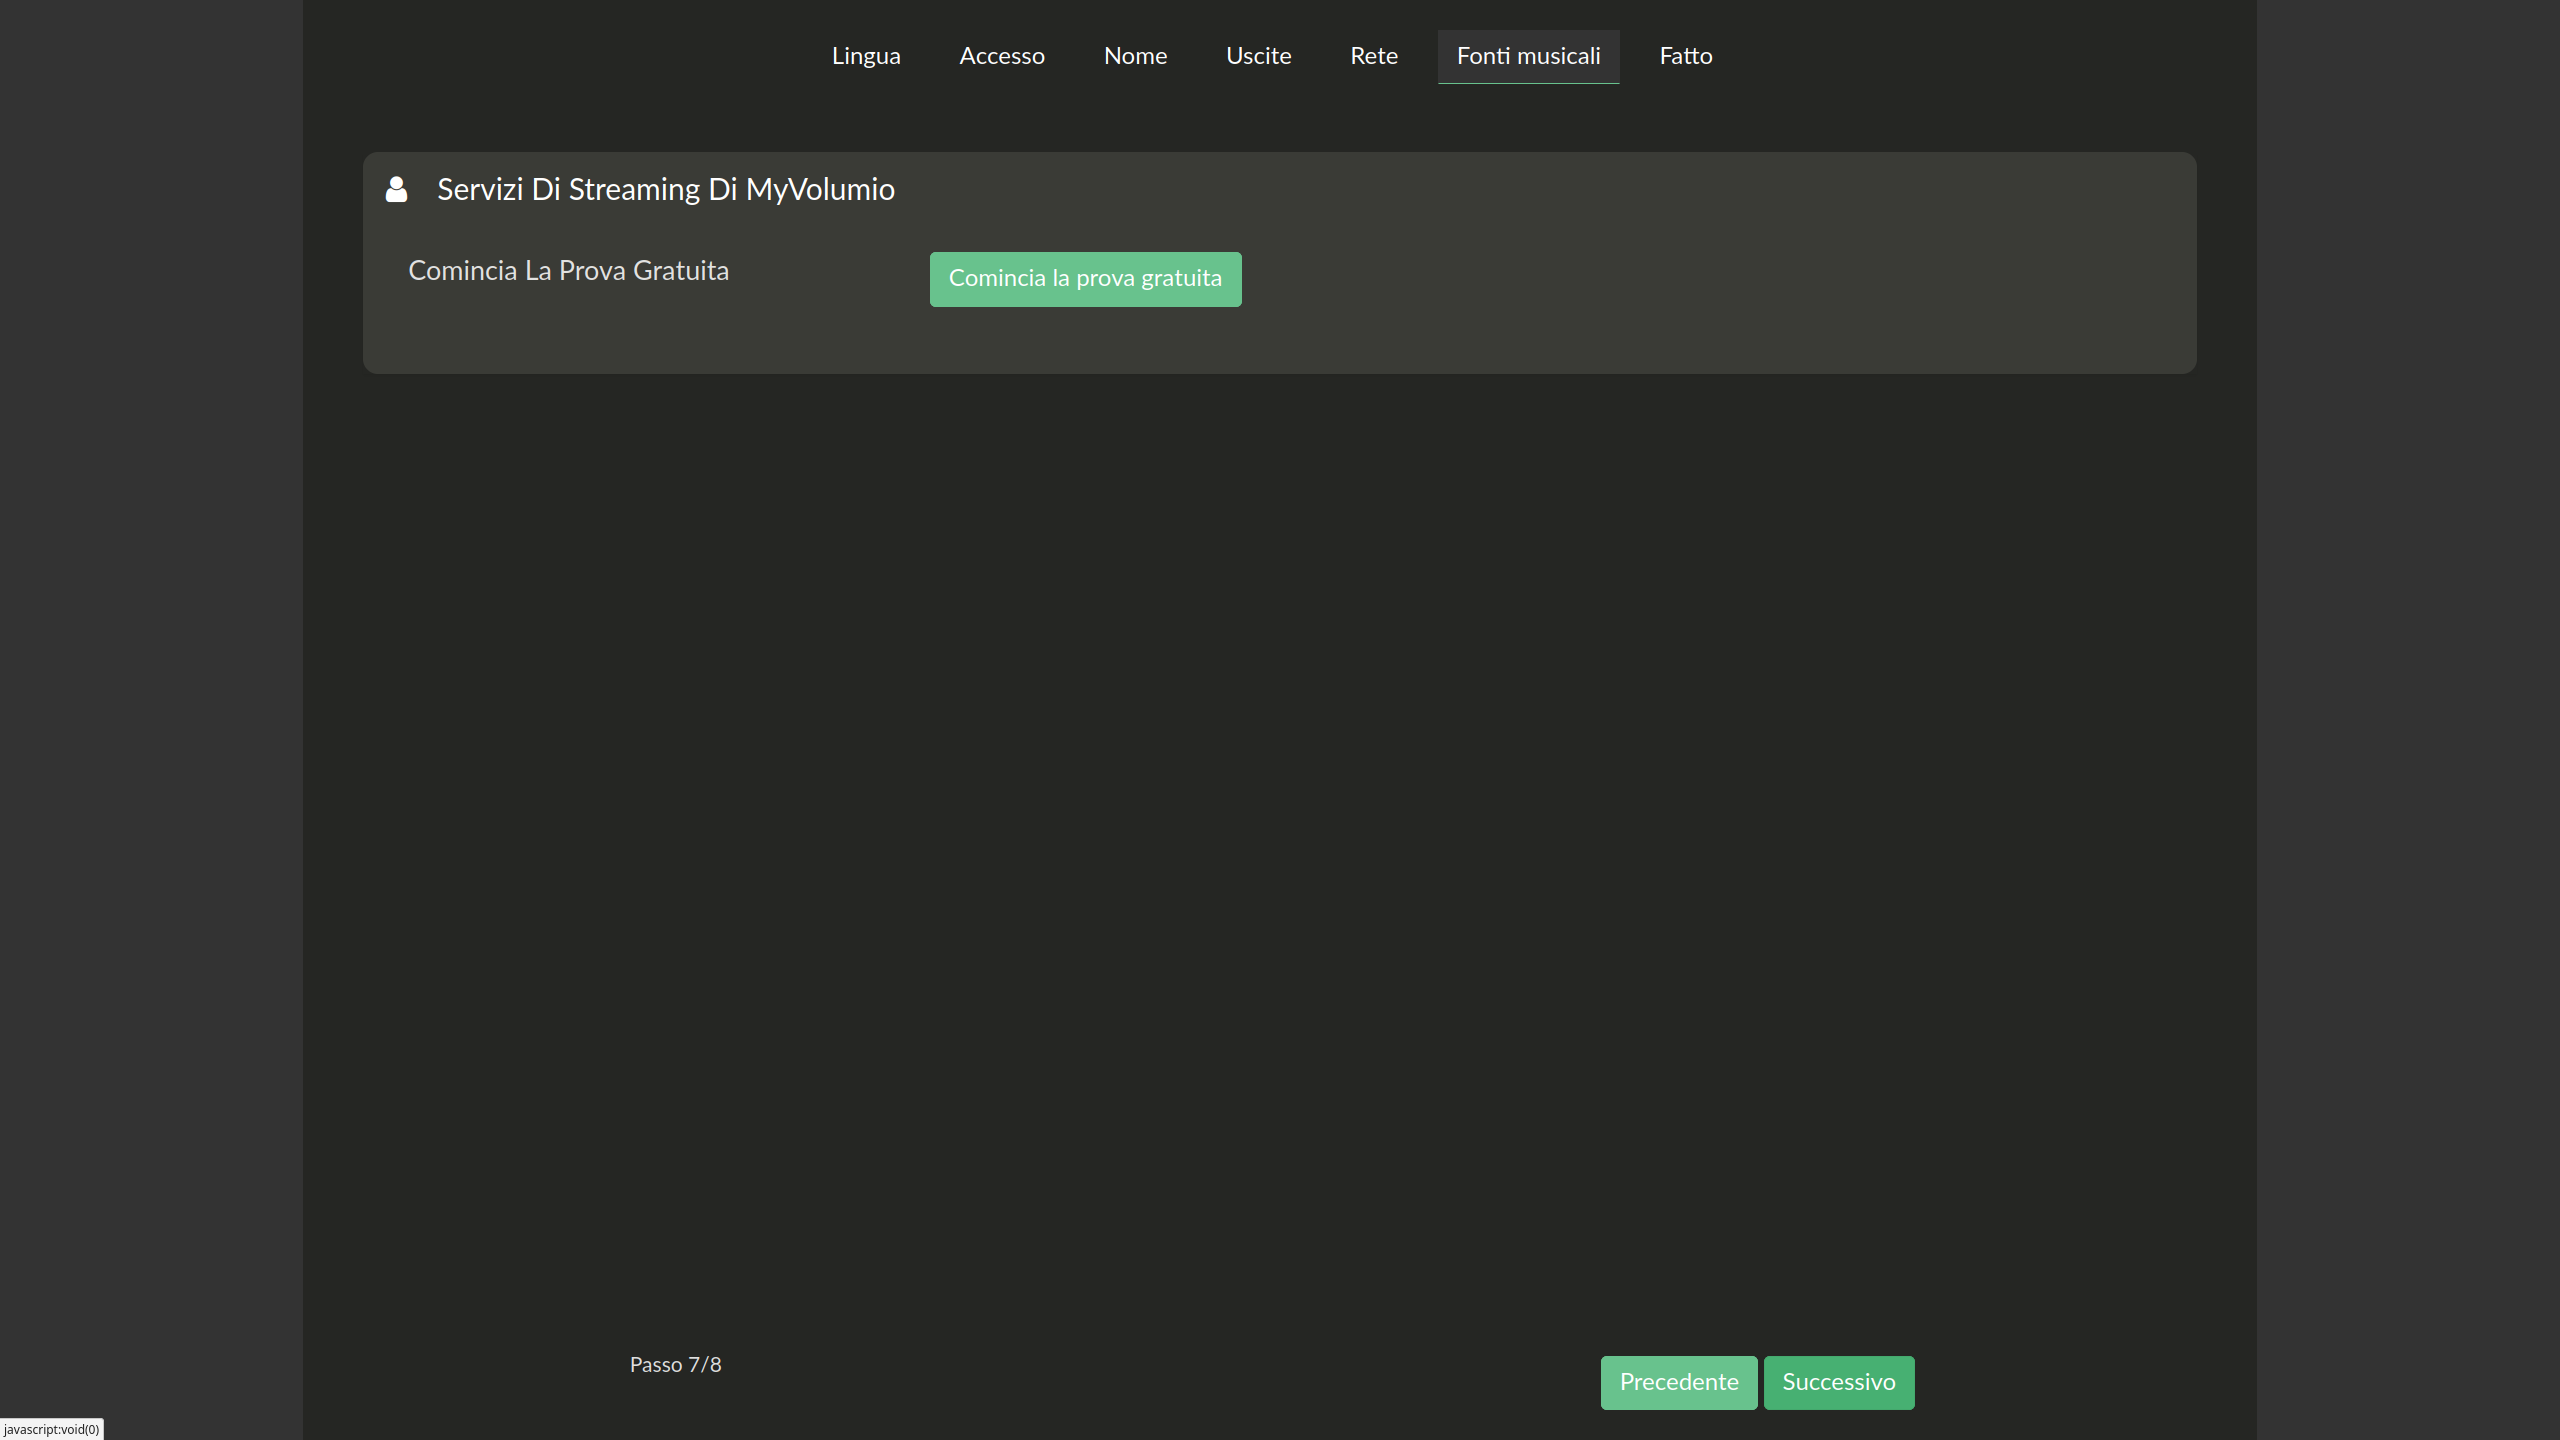 Lingua Accesso Nome Uscite Rete Fonti musicali Fatto
Servizi Di Streaming Di MyVolumio
Comincia La Prova Gratuita Comincia la prova gratuita
Passo 7/8 Precedente Successivo
javascript:void(0)